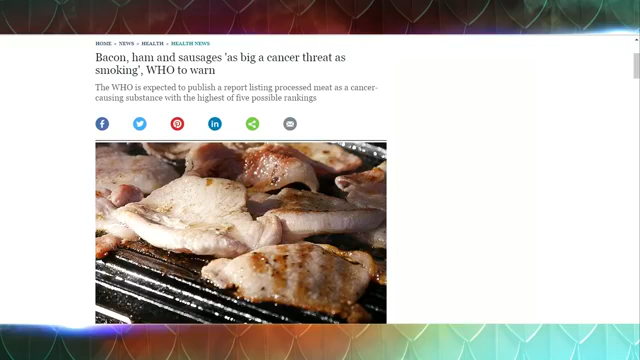 HOME » NEWS » HEALTH » HEALTH NEWS
Bacon, ham and sausages 'as big a cancer threat as
smoking', WHO to warn
The WHO is expected to publish a report listing processed meat as a cancer-
causing substance with the highest of five possible rankings